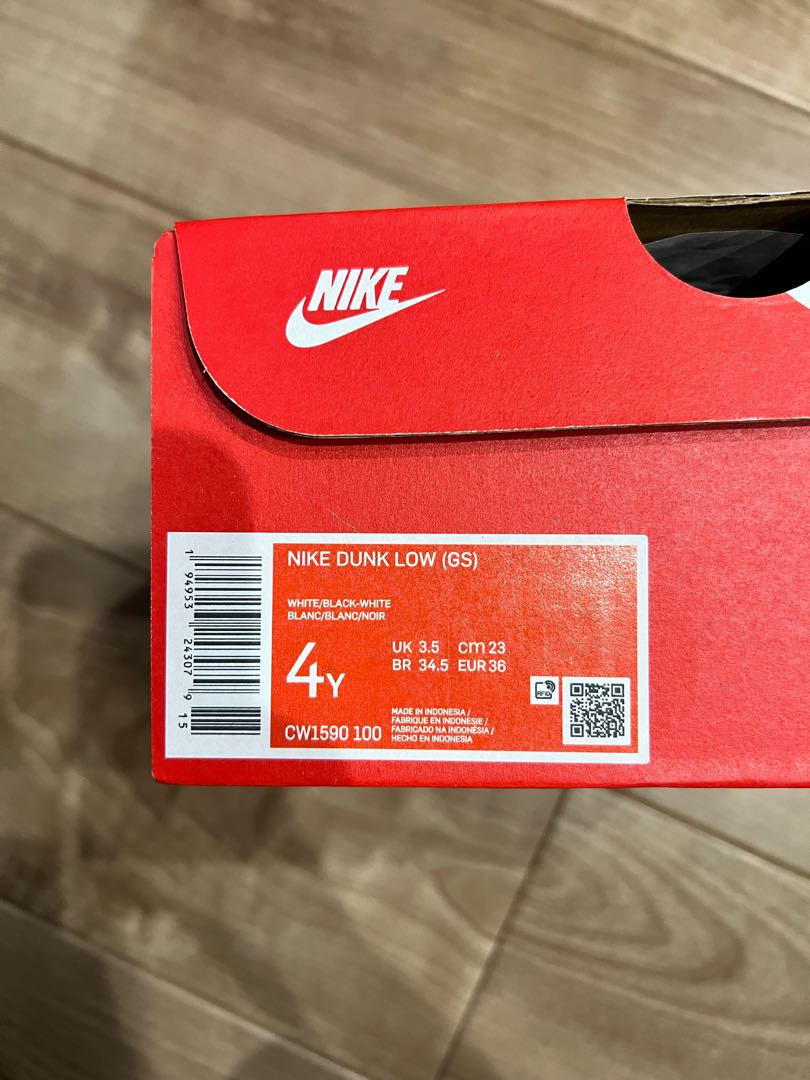 NIKE
NIKE DUNK LOW (GS)
WHITE/BLACK-WHITE
BLANC/BLANC/NOIR
4Y
UK 3.5 cm 23
BR 34.5 EUR 36
CW1590 100
MADE IN INDONESIA /
FABRIQUE EN INDONESIE /
FABRICADO NA INDONÉSIA /
HECHO EN INDONESIA
RFID
1 94953 24307 9 15